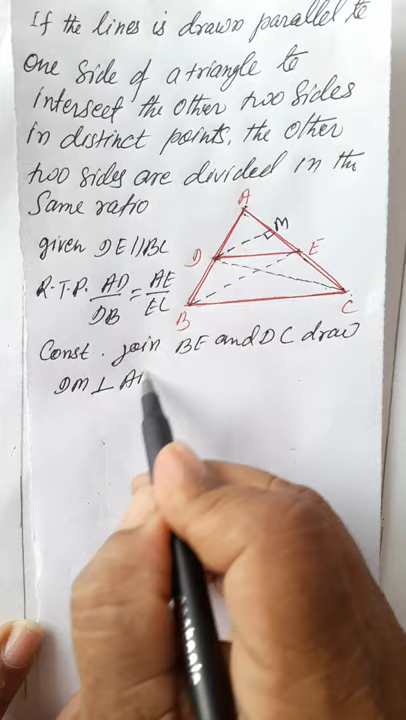 If the lines is drawn parallel to
one side of a triangle to
intersect the other two sides
in distinct points, the other
two sides are divided in the
Same ratio
given DE||BC
R.T.P. AD/DB = AE/EC
A
M
D
E
B
C
Const. join BE and DC draw
DM ⊥ A